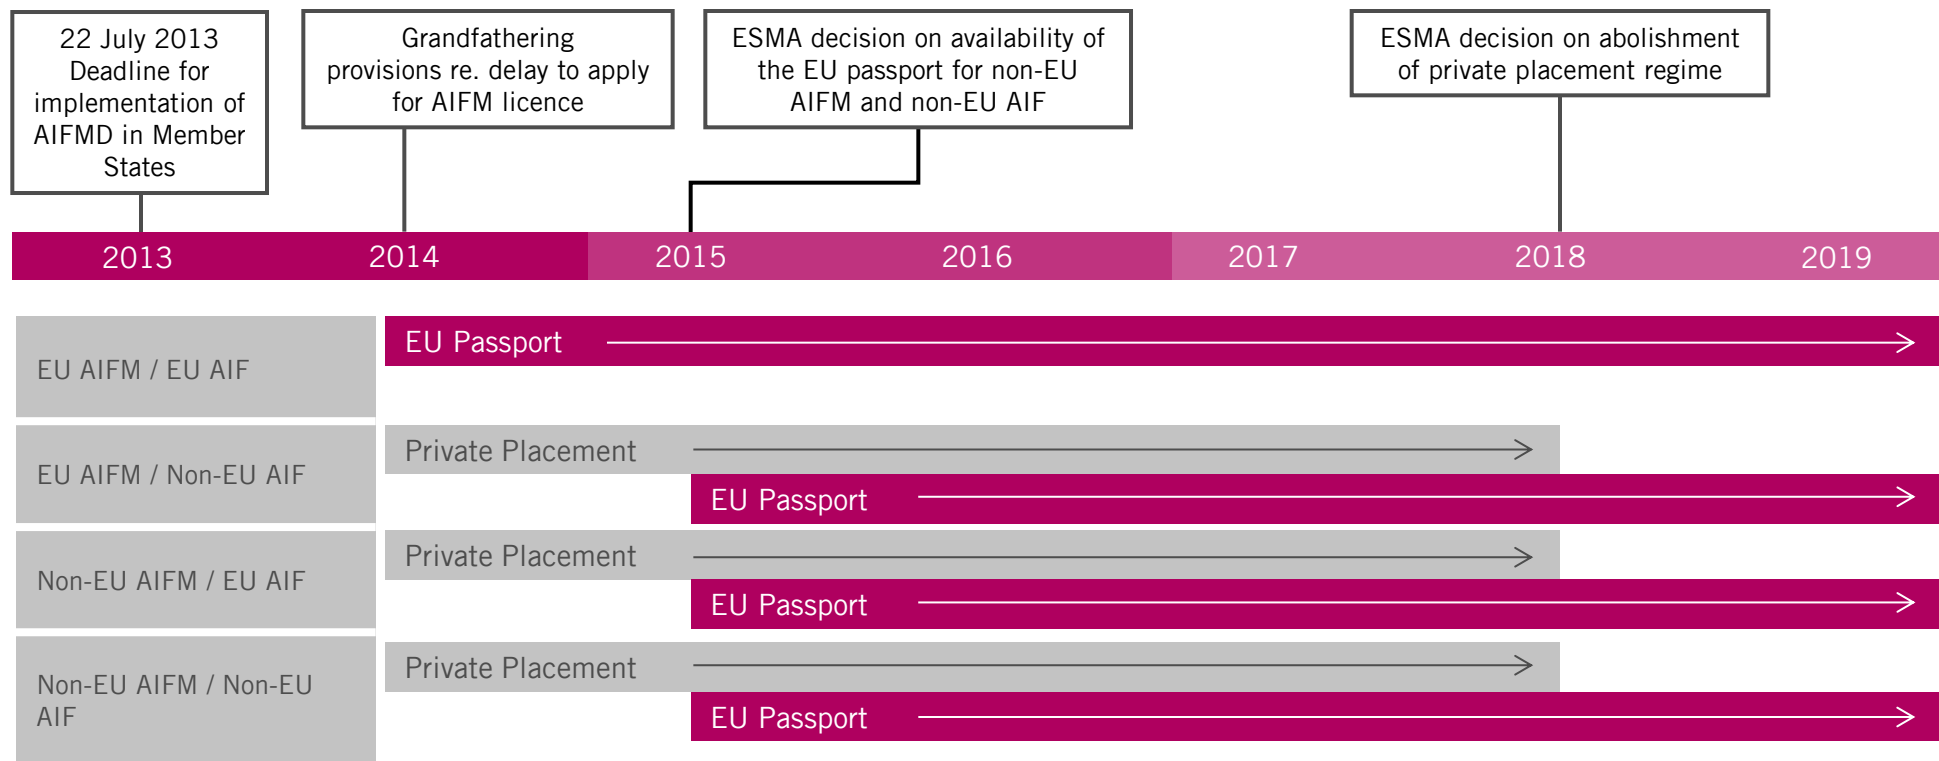 22 July 2013
Deadline for
implementation of
AIFMD in Member
States
Grandfathering
provisions re. delay to apply
for AIFM licence
ESMA decision on availability of
the EU passport for non-EU
AIFM and non-EU AIF
ESMA decision on abolishment
of private placement regime
2013
2014
2015
2016
2017
2018
2019
EU AIFM / EU AIF
EU Passport
EU AIFM / Non-EU AIF
Private Placement
EU Passport
Non-EU AIFM / EU AIF
Private Placement
EU Passport
Non-EU AIFM / Non-EU
AIF
Private Placement
EU Passport